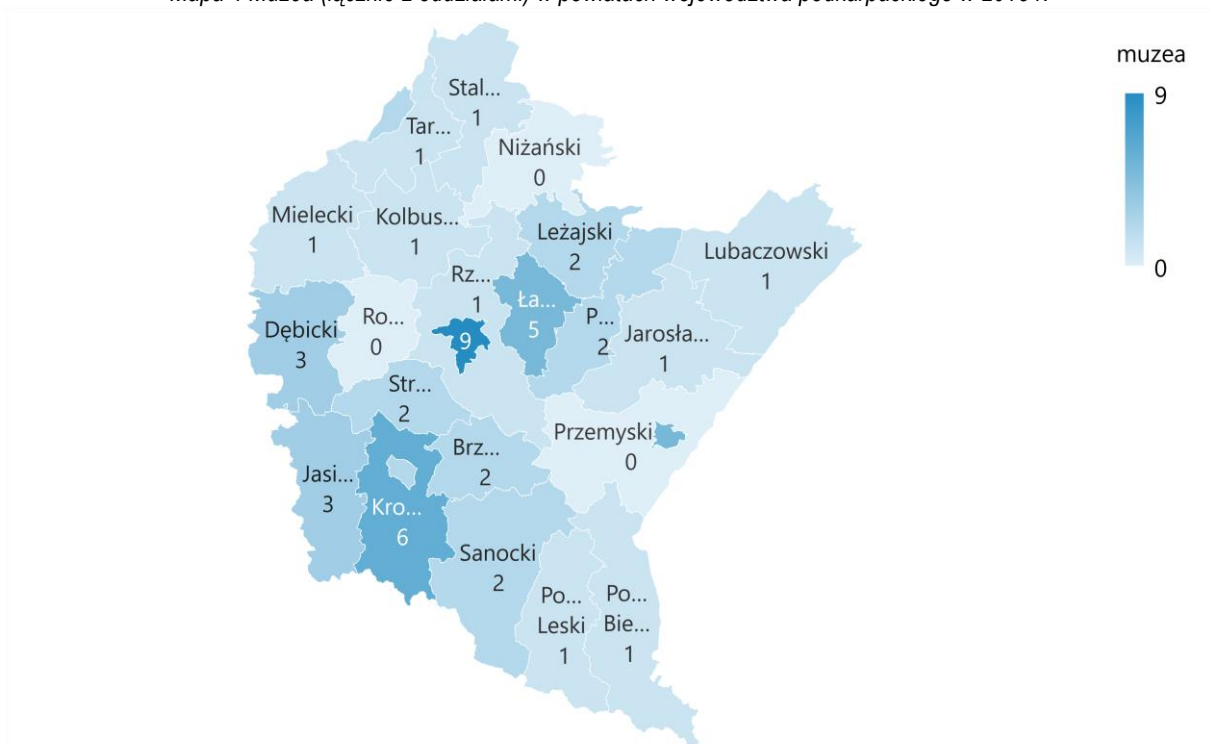 muzea
9
0
Stal...
1
Tar...
1
Niżański
0
Mielecki
1
Kolbus...
1
Leżajski
2
Lubaczowski
1
Rz...
1
Ła...
5
P...
2
Jarosła...
1
Dębicki
3
Ro...
0
9
Str...
2
Przemyski
0
Brz...
2
Jasi...
3
Kro...
6
Sanocki
2
Po...
Leski
1
Po...
Bie...
1